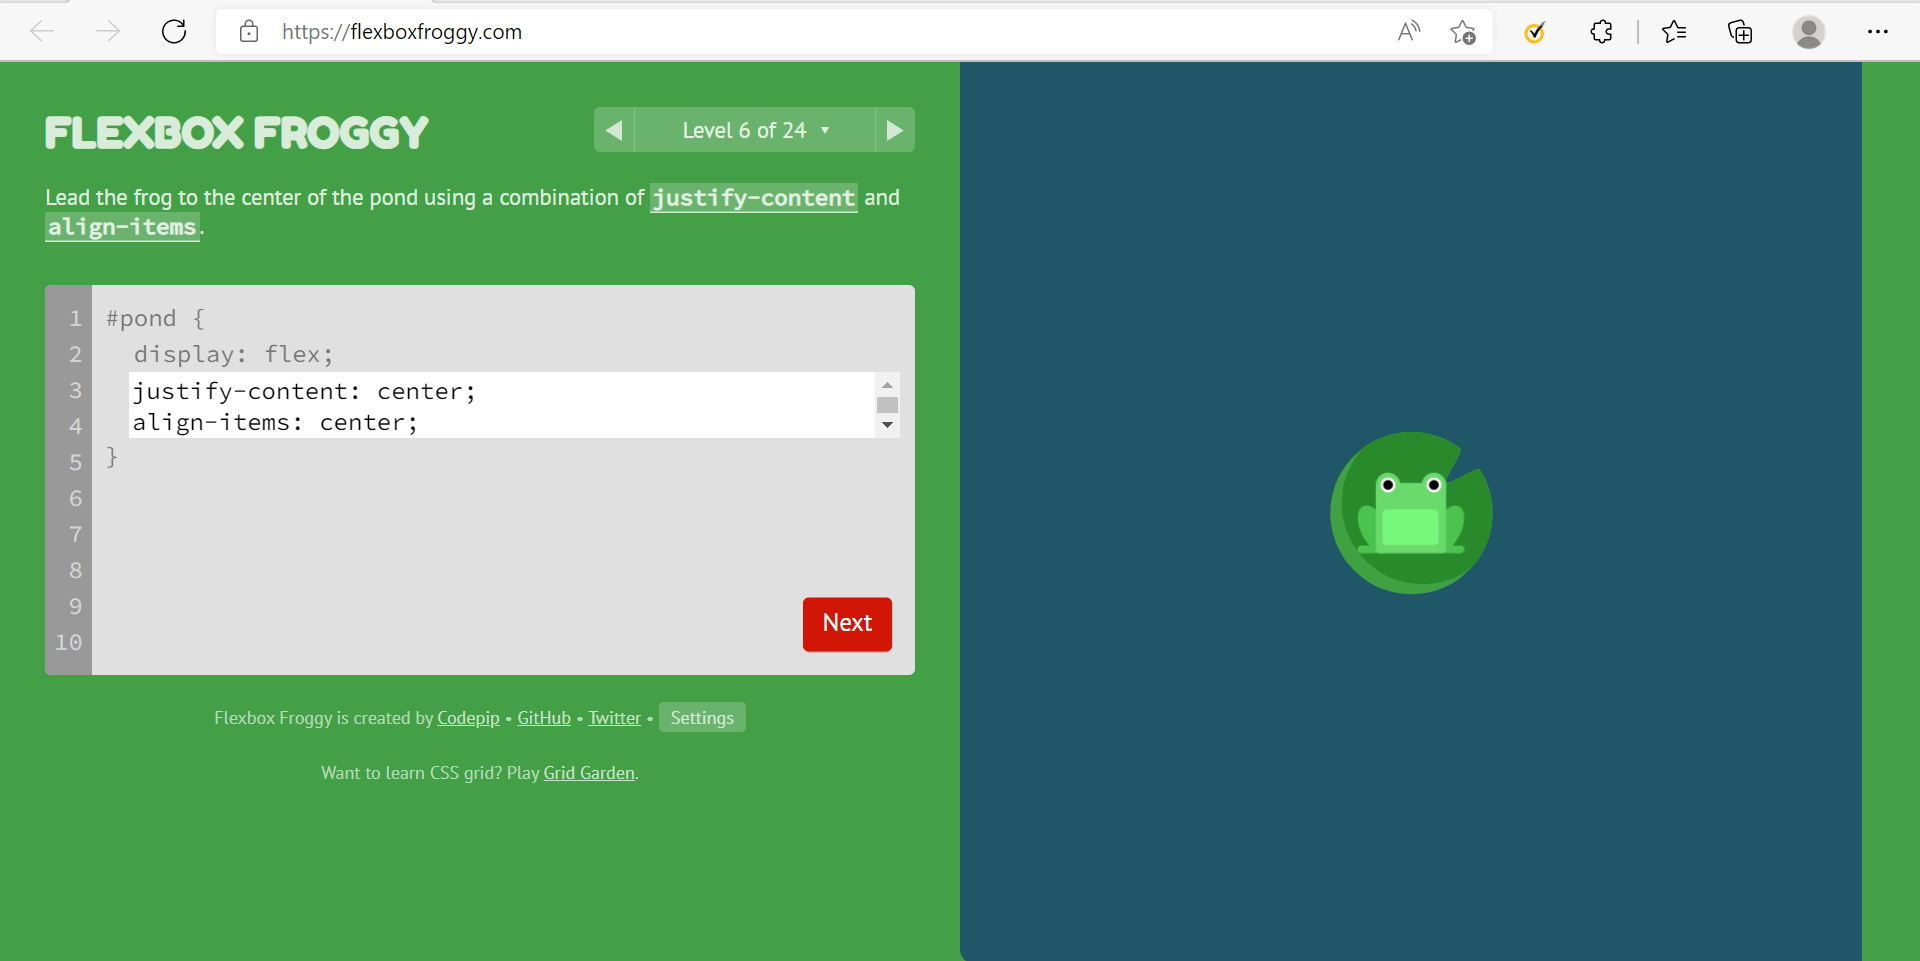 https://flexboxfroggy.com
FLEXBOX FROGGY
Level 6 of 24
Lead the frog to the center of the pond using a combination of justify-content and
align-items.
1 #pond {
2 display: flex;
3 justify-content: center;
4 align-items: center;
5 }
6
7
8
9
10
Next
Flexbox Froggy is created by Codepip • GitHub • Twitter • Settings
Want to learn CSS grid? Play Grid Garden.